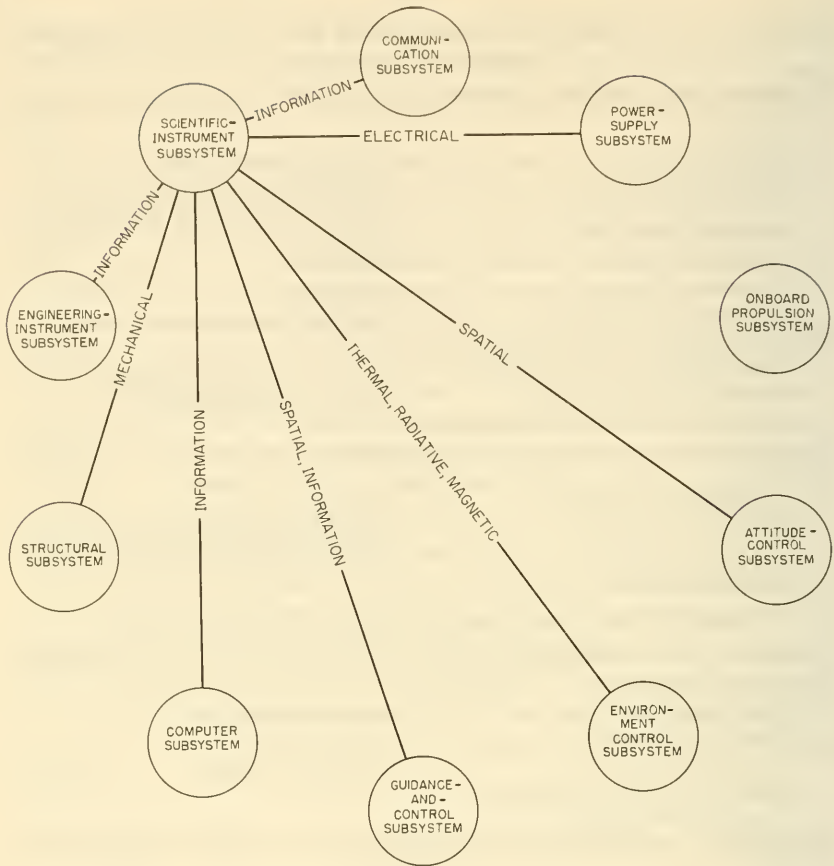 COMMUNI-
CATION
SUBSYSTEM
INFORMATION
SCIENTIFIC-
INSTRUMENT
SUBSYSTEM
ELECTRICAL
POWER-
SUPPLY
SUBSYSTEM
INFORMATION
ENGINEERING-
INSTRUMENT
SUBSYSTEM
ONBOARD
PROPULSION
SUBSYSTEM
MECHANICAL
INFORMATION
SPATIAL, INFORMATION
THERMAL, RADIATIVE, MAGNETIC
SPATIAL
STRUCTURAL
SUBSYSTEM
ATTITUDE-
CONTROL
SUBSYSTEM
COMPUTER
SUBSYSTEM
ENVIRON-
MENT
CONTROL
SUBSYSTEM
GUIDANCE-
AND-
CONTROL
SUBSYSTEM